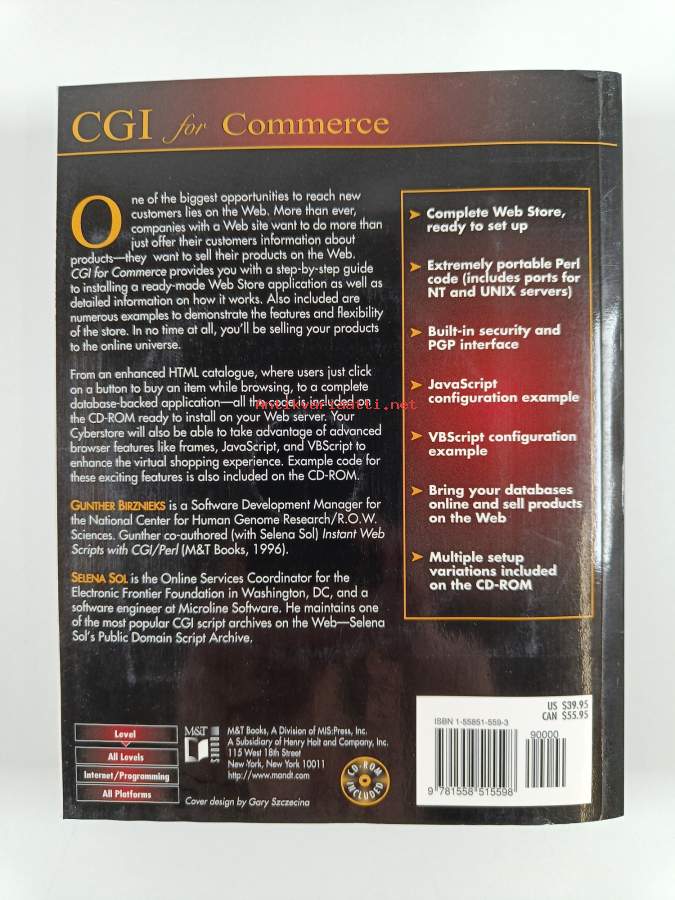 CGI for Commerce
One of the biggest opportunities to reach new
customers lies on the Web. More than ever,
companies with a Web site want to do more than
just offer their customers information about
products—they want to sell their products on the Web.
CGI for Commerce provides you with a step-by-step guide
to installing a ready-made Web Store application as well as
detailed information on how it works. Also included are
numerous examples to demonstrate the features and flexibility
of the store. In no time at all, you'll be selling your products
to the online universe.
From an enhanced HTML catalogue, where users just click
on a button to buy an item while browsing, to a complete
database-backed application—all the code is included on
the CD-ROM ready to install on your Web server. Your
Cyberstore will also be able to take advantage of advanced
browser features like frames, JavaScript, and VBScript to
enhance the virtual shopping experience. Example code for
these exciting features is also included on the CD-ROM.
GUNTHER BIRZNIEKS is a Software Development Manager for
the National Center for Human Genome Research/R.O.W.
Sciences. Gunther co-authored (with Selena Sol) Instant Web
Scripts with CGI/Perl (M&T Books, 1996).
SELENA SOL is the Online Services Coordinator for the
Electronic Frontier Foundation in Washington, DC, and a
software engineer at Microline Software. He maintains one
of the most popular CGI script archives on the Web—Selena
Sol's Public Domain Script Archive.
Complete Web Store,
ready to set up
Extremely portable Perl
code (includes ports for
NT and UNIX servers)
Built-in security and
PGP interface
JavaScript
configuration example
VBScript configuration
example
Bring your databases
online and sell products
on the Web
Multiple setup
variations included
on the CD-ROM
antikvariaatti.net
Level
All Levels
Internet/Programming
All Platforms
M&T
BOOKS
M&T Books, A Division of MIS:Press, Inc.
A Subsidiary of Henry Holt and Company, Inc.
115 West 18th Street
New York, New York 10011
http://www.mandt.com
Cover design by Gary Szczecina
CD-ROM
INCLUDED
US $39.95
CAN $55.95
ISBN 1-55851-559-3
90000
9 781558 515598